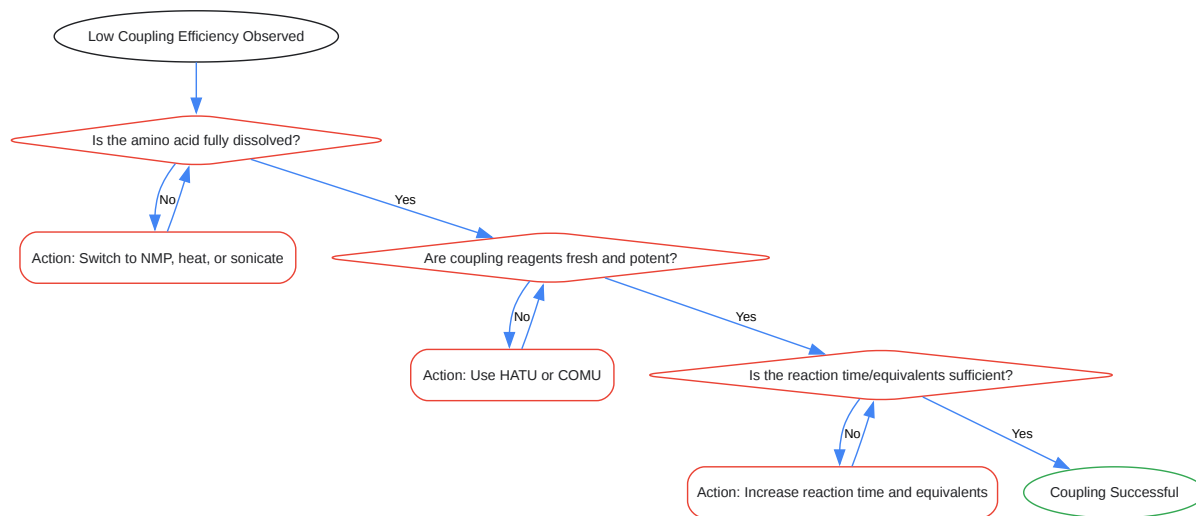 Low Coupling Efficiency Observed
Is the amino acid fully dissolved?
No
Yes
Action: Switch to NMP, heat, or sonicate
Are coupling reagents fresh and potent?
No
Yes
Action: Use HATU or COMU
Is the reaction time/equivalents sufficient?
No
Yes
Action: Increase reaction time and equivalents
Coupling Successful